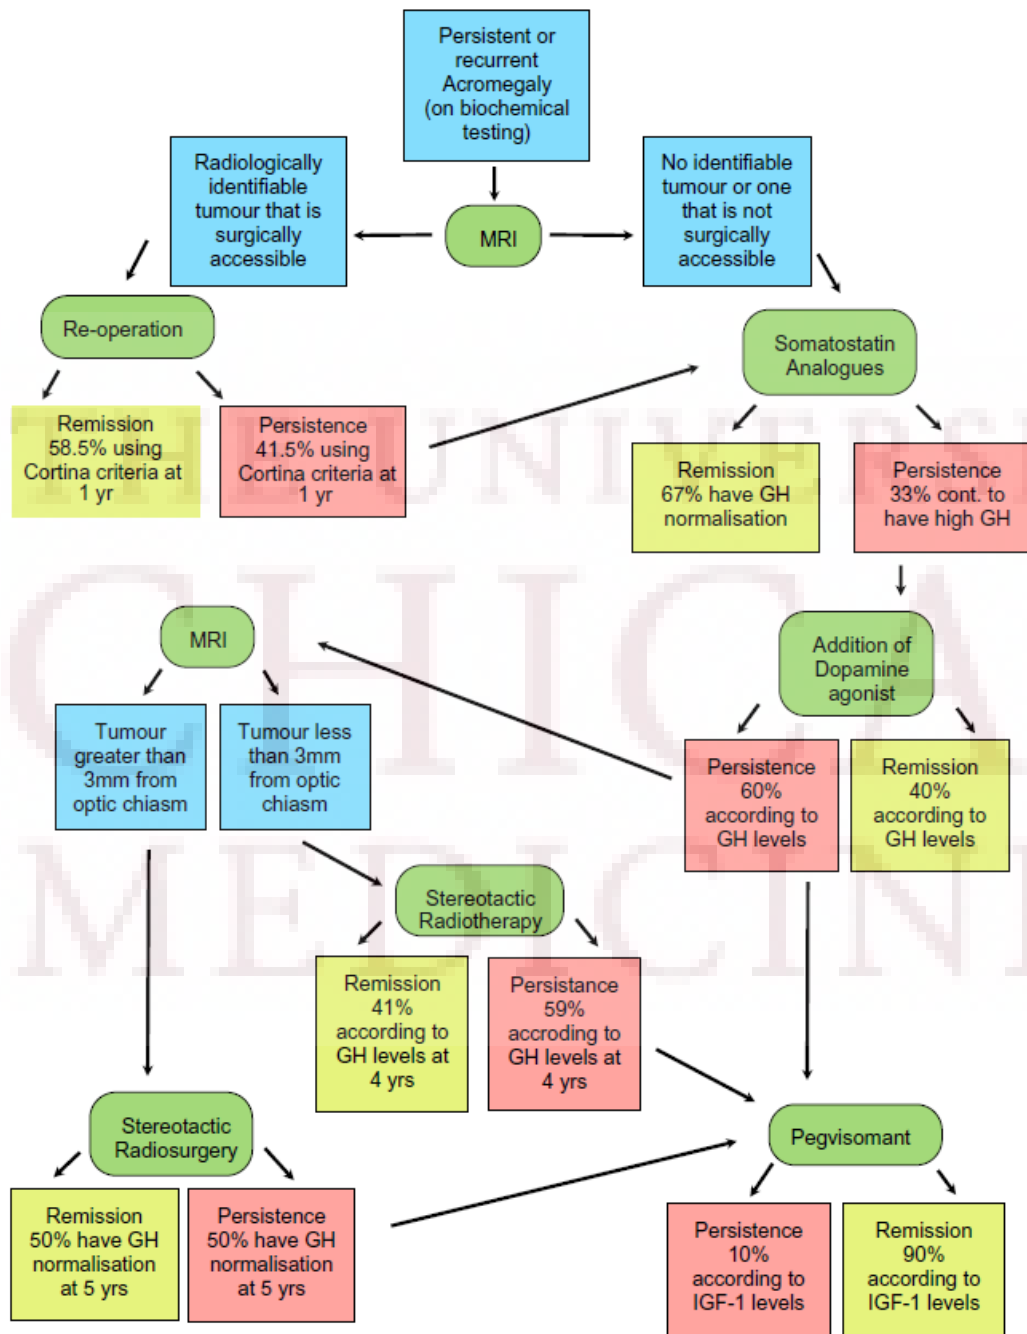 Persistent or
recurrent
Acromegaly
(on biochemical
testing)
Radiologically
identifiable
tumour that is
surgically
accessible
MRI
No identifiable
tumour or one
that is not
surgically
accessible
Re-operation
Somatostatin
Analogues
Remission
58.5% using
Cortina criteria at
1 yr
Persistence
41.5% using
Cortina criteria at
1 yr
Remission
67% have GH
normalisation
Persistence
33% cont. to
have high GH
THE UNIVERSI
MRI
Addition of
Dopamine
agonist
CHICA
Tumour
greater than
3mm from
optic chiasm
Tumour less
than 3mm
from optic
chiasm
Persistence
60%
according to
GH levels
Remission
40%
according to
GH levels
MEDICINE
Stereotactic
Radiotherapy
Remission
41%
according to
GH levels at
4 yrs
Persistance
59%
accroding to
GH levels at
4 yrs
Stereotactic
Radiosurgery
Pegvisomant
Remission
50% have GH
normalisation
at 5 yrs
Persistence
50% have GH
normalisation
at 5 yrs
Persistence
10%
according to
IGF-1 levels
Remission
90%
according to
IGF-1 levels